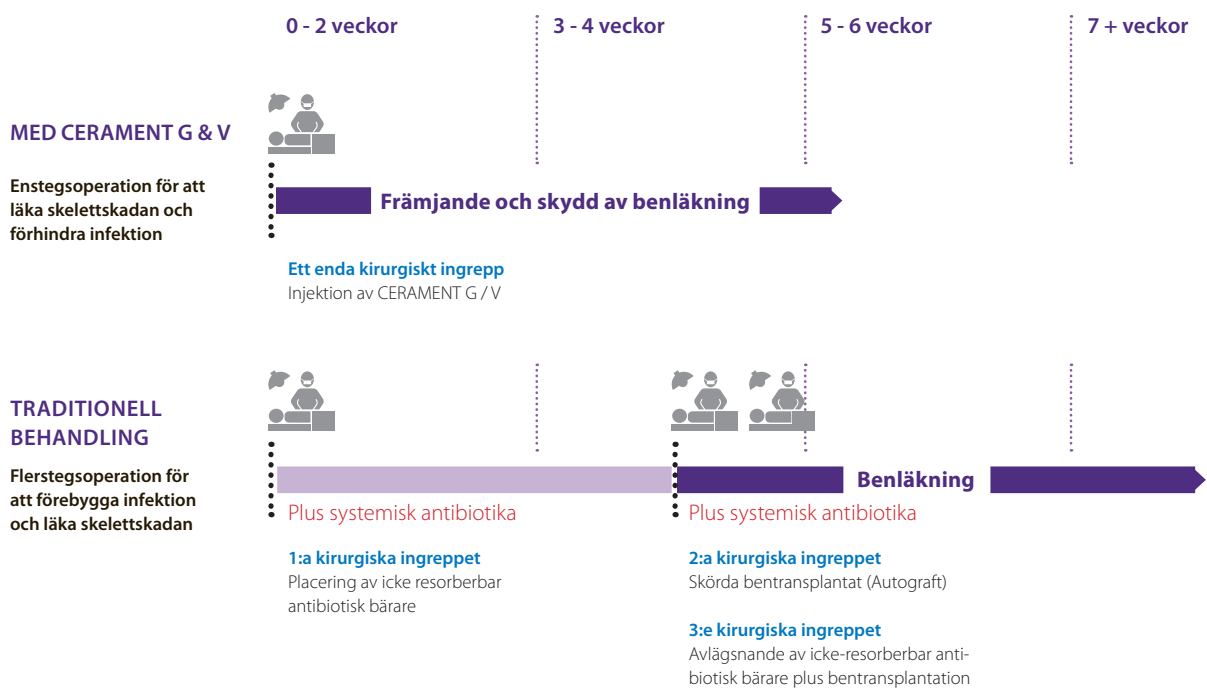 0 - 2 veckor
3 - 4 veckor
5 - 6 veckor
7 + veckor
MED CERAMENT G & V
Enstegsoperation för att
läka skelettskadan och
förhindra infektion
Främjande och skydd av benläkning
Ett enda kirurgiskt ingrepp
Injektion av CERAMENT G / V
TRADITIONELL
BEHANDLING
Flerstegsoperation för
att förebygga infektion
och läka skelettskadan
Benläkning
Plus systemisk antibiotika
1:a kirurgiska ingreppet
Placering av icke resorberbar
antibiotisk bärare
Plus systemisk antibiotika
2:a kirurgiska ingreppet
Skörda bentransplantat (Autograft)
3:e kirurgiska ingreppet
Avlägsnande av icke-resorberbar anti-
biotisk bärare plus bentransplantation